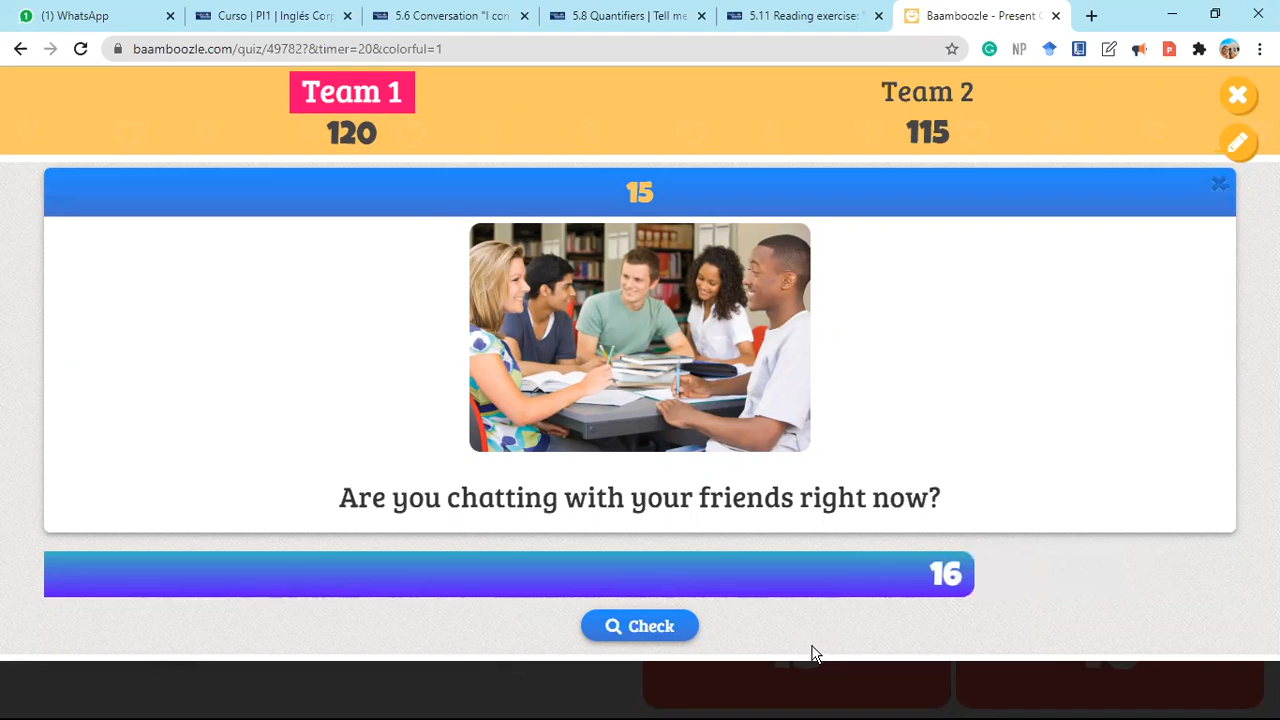 (1) WhatsApp
Curso | PI1 | Inglés Cor
5.6 Conversation "I con
5.8 Quantifiers | Tell me
5.11 Reading exercise: "
Baamboozle - Present C
baamboozle.com/quiz/497827&timer=20&colorful=1
NP
Team 1
120
Team 2
115
15
Are you chatting with your friends right now?
16
Check